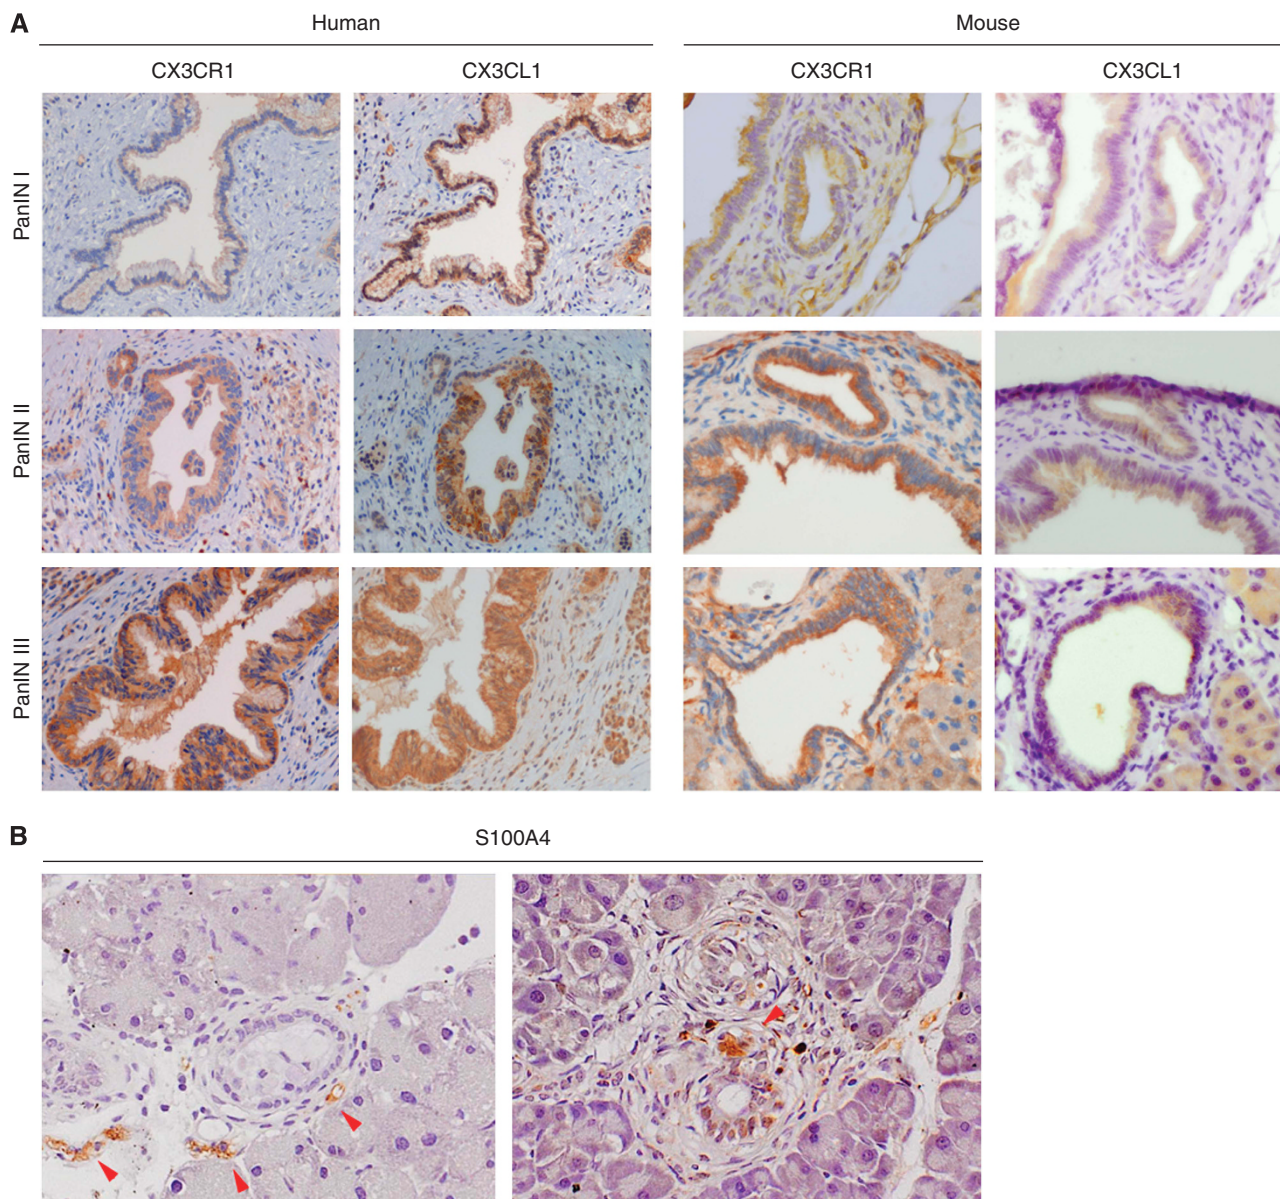 A
Human
Mouse
CX3CR1
CX3CL1
CX3CR1
CX3CL1
PanIN I
PanIN II
PanIN III
B
S100A4